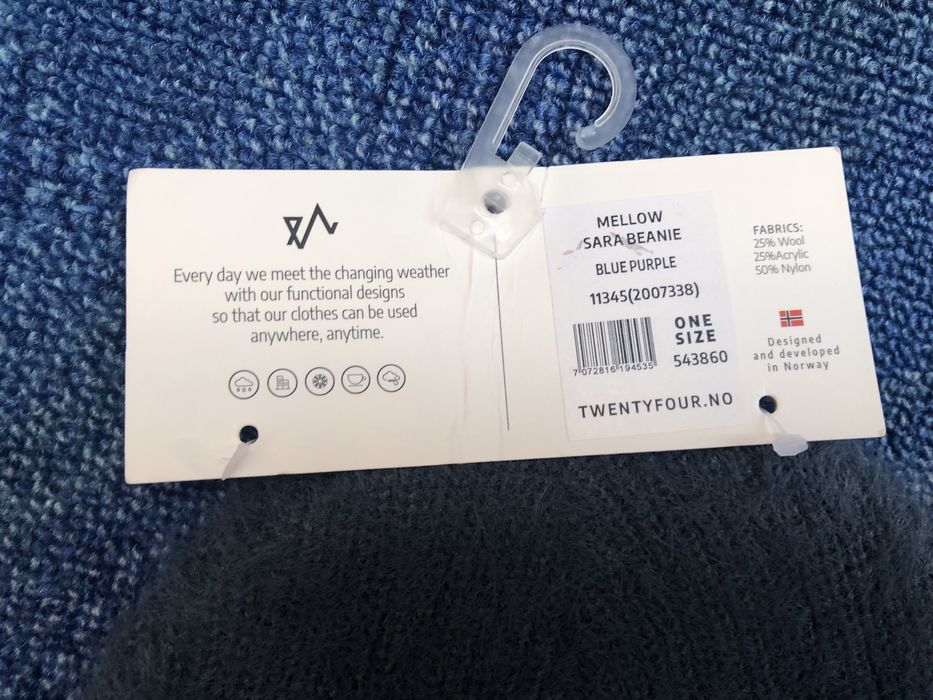 Every day we meet the changing weather
with our functional designs
so that our clothes can be used
anywhere, anytime.
MELLOW
SARA BEANIE
BLUE PURPLE
11345(2007338)
ONE
SIZE
543860
7 072816 194535
TWENTYFOUR.NO
FABRICS:
25% Wool
25%Acrylic
50% Nylon
Designed
and developed
in Norway